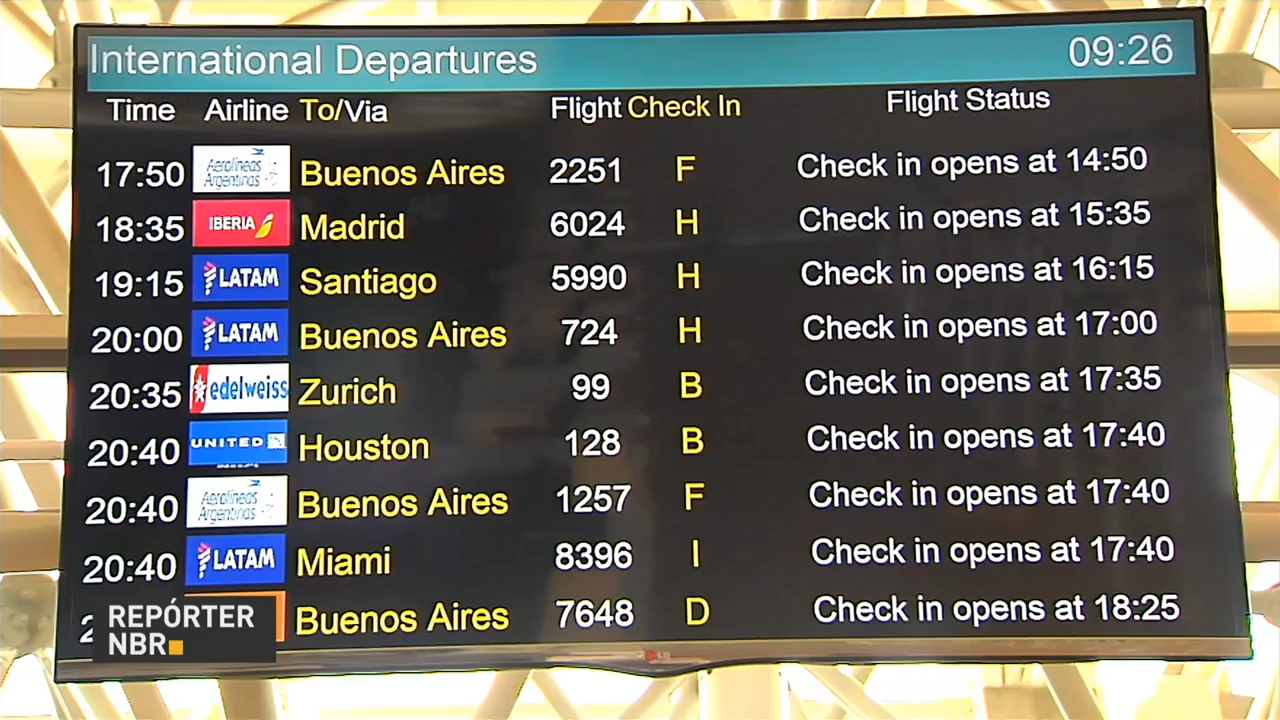 International Departures 09:26
Time Airline To/Via Flight Check In Flight Status
17:50 Aerolíneas Argentinas Buenos Aires 2251 F Check in opens at 14:50
18:35 IBERIA Madrid 6024 H Check in opens at 15:35
19:15 LATAM Santiago 5990 H Check in opens at 16:15
20:00 LATAM Buenos Aires 724 H Check in opens at 17:00
20:35 edelweiss Zurich 99 B Check in opens at 17:35
20:40 UNITED Houston 128 B Check in opens at 17:40
20:40 Aerolíneas Argentinas Buenos Aires 1257 F Check in opens at 17:40
20:40 LATAM Miami 8396 I Check in opens at 17:40
Buenos Aires 7648 D Check in opens at 18:25
REPÓRTER
NBR
LG